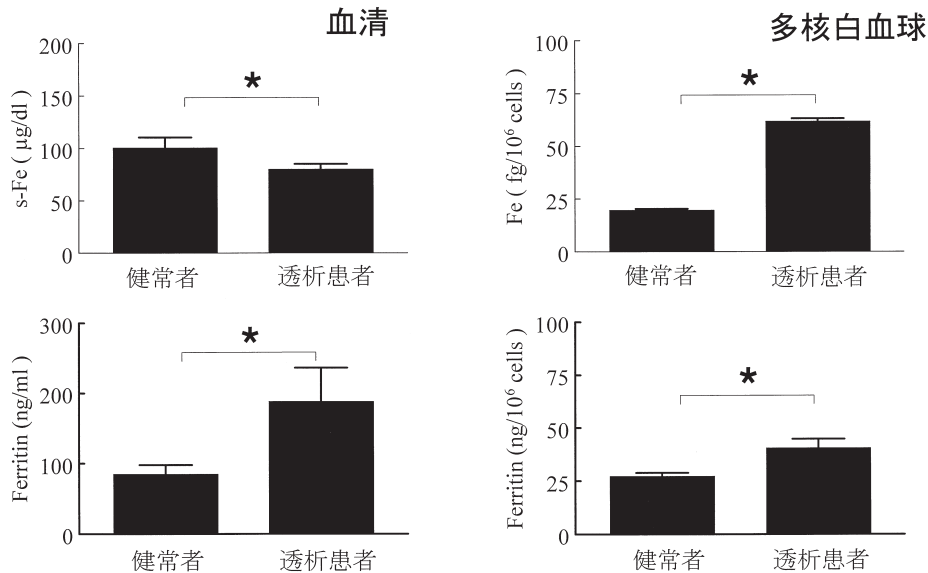 血清
200
150
100
50
0
s-Fe ( μg/dl )
*
健常者
透析患者
多核白血球
100
75
50
25
0
Fe ( fg/10⁶ cells )
*
健常者
透析患者
300
200
100
0
Ferritin (ng/ml )
*
健常者
透析患者
100
75
50
25
0
Ferritin (ng/10⁶ cells )
*
健常者
透析患者